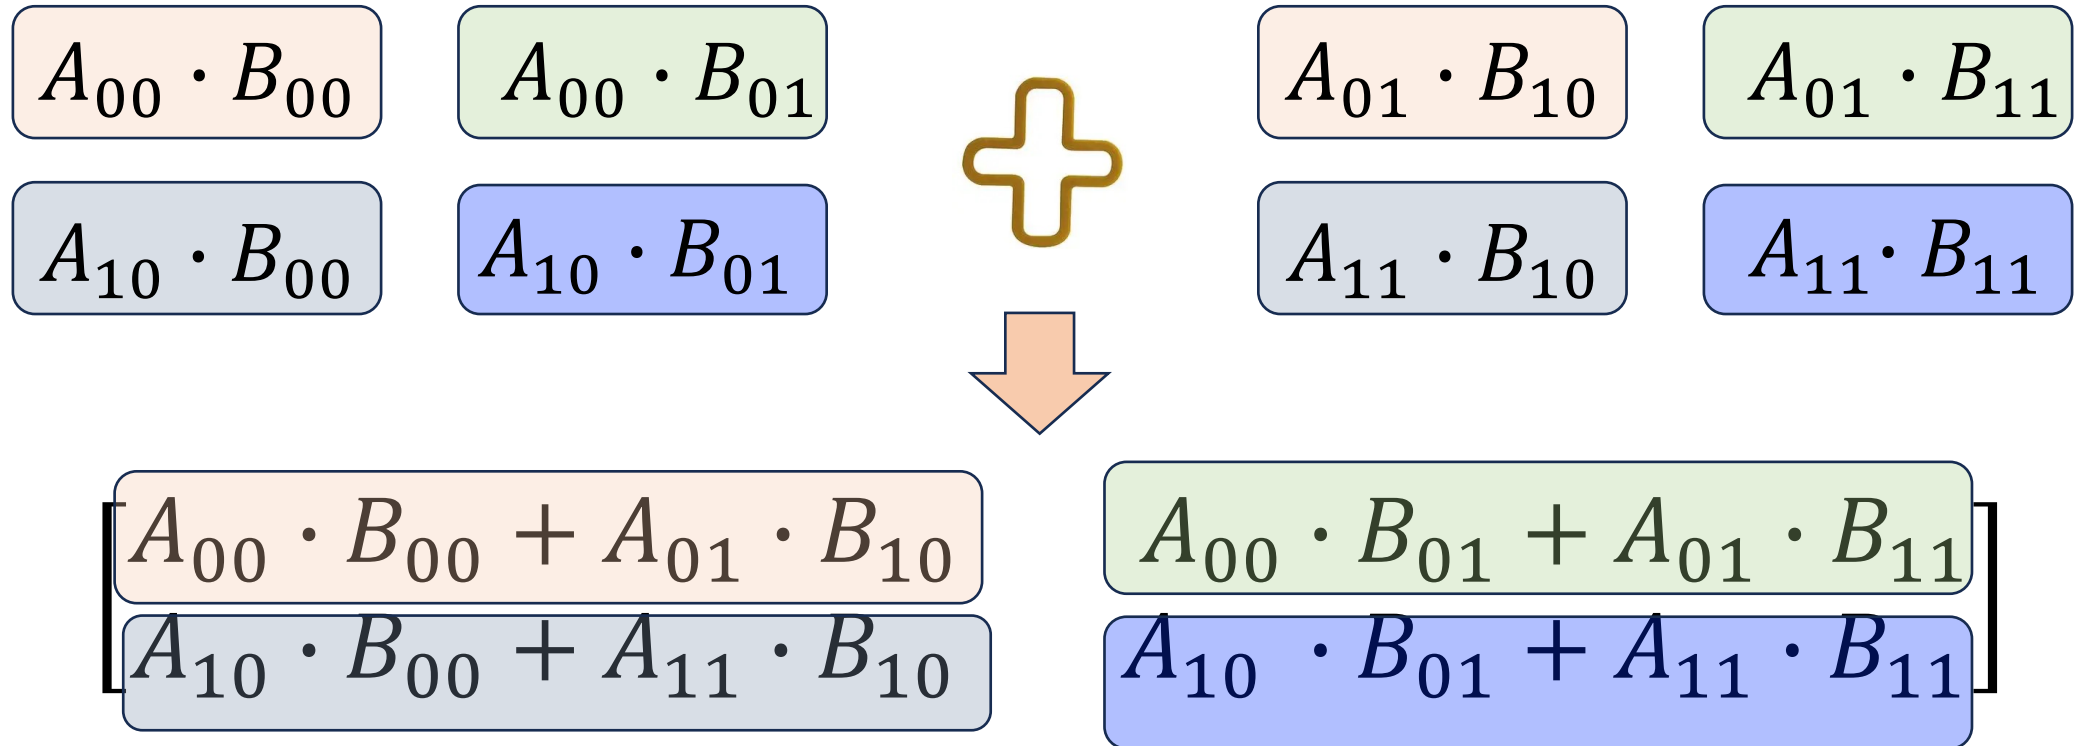 A₀₀ · B₀₀ A₀₀ · B₀₁ A₀₁ · B₁₀ A₀₁ · B₁₁
A₁₀ · B₀₀ A₁₀ · B₀₁ A₁₁ · B₁₀ A₁₁ · B₁₁
[A₀₀ · B₀₀ + A₀₁ · B₁₀ A₀₀ · B₀₁ + A₀₁ · B₁₁
A₁₀ · B₀₀ + A₁₁ · B₁₀ A₁₀ · B₀₁ + A₁₁ · B₁₁]